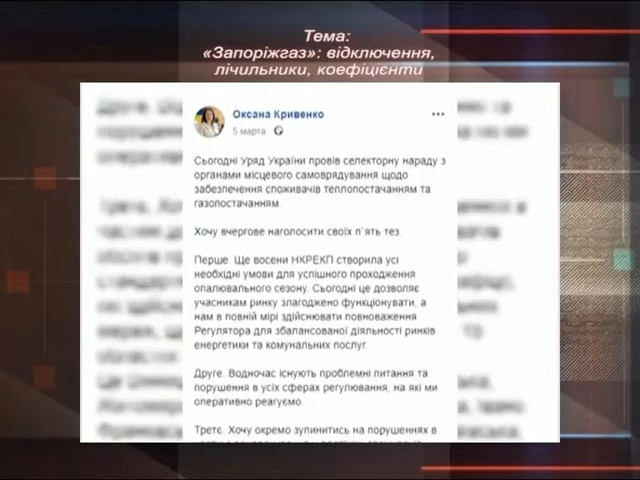 Тема:
«Запоріжгаз»: відключення,
лічильники, коефіцієнти
Оксана Кривенко
5 марта
Сьогодні Уряд України провів селекторну нараду з
органами місцевого самоврядування щодо
забезпечення споживачів теплопостачанням та
газопостачанням.
Хочу вчергове наголосити своїх п`ять тез.
Перше. Ще восени НКРЕКП створила усі
необхідні умови для успішного проходження
опалювального сезону. Сьогодні це дозволяє
учасникам ринку злагоджено функціонувати, а
нам в повній мірі здійснювати повноваження
Регулятора для збалансованої діяльності ринків
енергетики та комунальних послуг.
Друге. Водночас існують проблемні питання та
порушення в усіх сферах регулювання, на які ми
оперативно реагуємо.
Третє. Хочу окремо зупинитись на порушеннях в